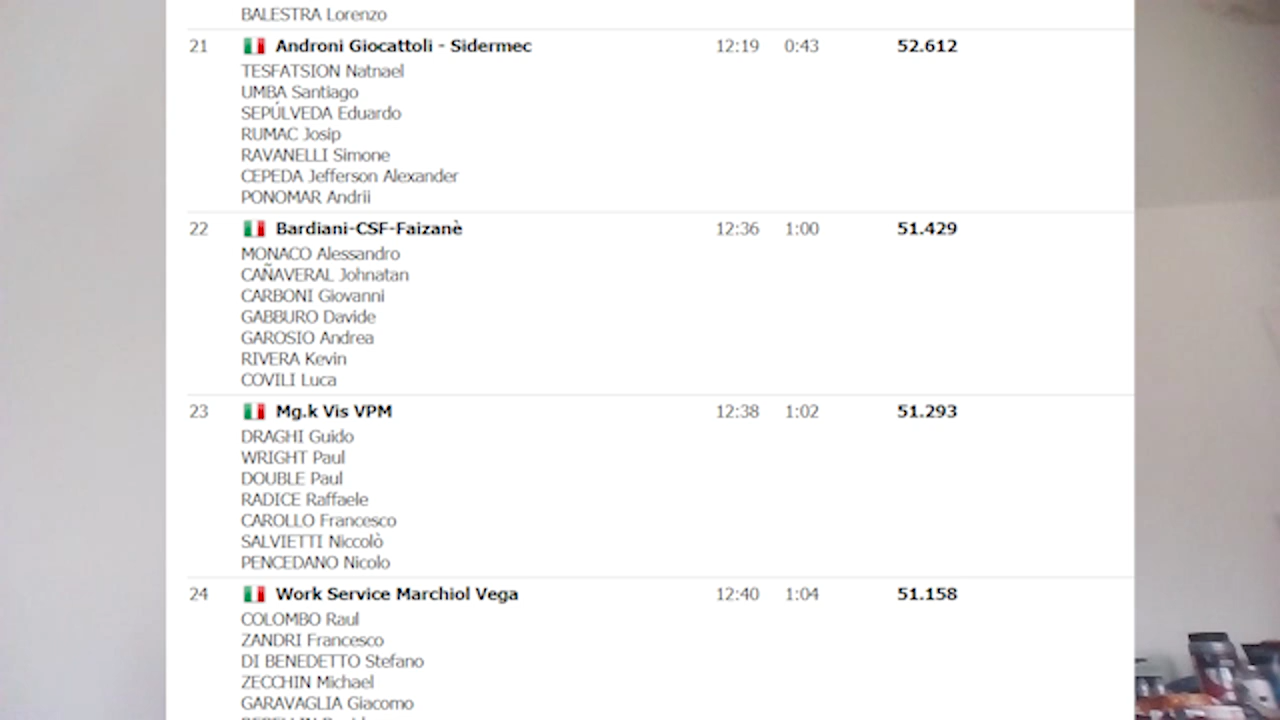 BALESTRA Lorenzo
21 Androni Giocattoli - Sidermec 12:19 0:43 52.612
TESFATSION Natnael
UMBA Santiago
SEPÚLVEDA Eduardo
RUMAC Josip
RAVANELLI Simone
CEPEDA Jefferson Alexander
PONOMAR Andrii
22 Bardiani-CSF-Faizanè 12:36 1:00 51.429
MONACO Alessandro
CAÑAVERAL Johnatan
CARBONI Giovanni
GABBURO Davide
GAROSIO Andrea
RIVERA Kevin
COVILI Luca
23 Mg.k Vis VPM 12:38 1:02 51.293
DRAGHI Guido
WRIGHT Paul
DOUBLE Paul
RADICE Raffaele
CAROLLO Francesco
SALVIETTI Niccolò
PENCEDANO Nicolo
24 Work Service Marchiol Vega 12:40 1:04 51.158
COLOMBO Raul
ZANDRI Francesco
DI BENEDETTO Stefano
ZECCHIN Michael
GARAVAGLIA Giacomo